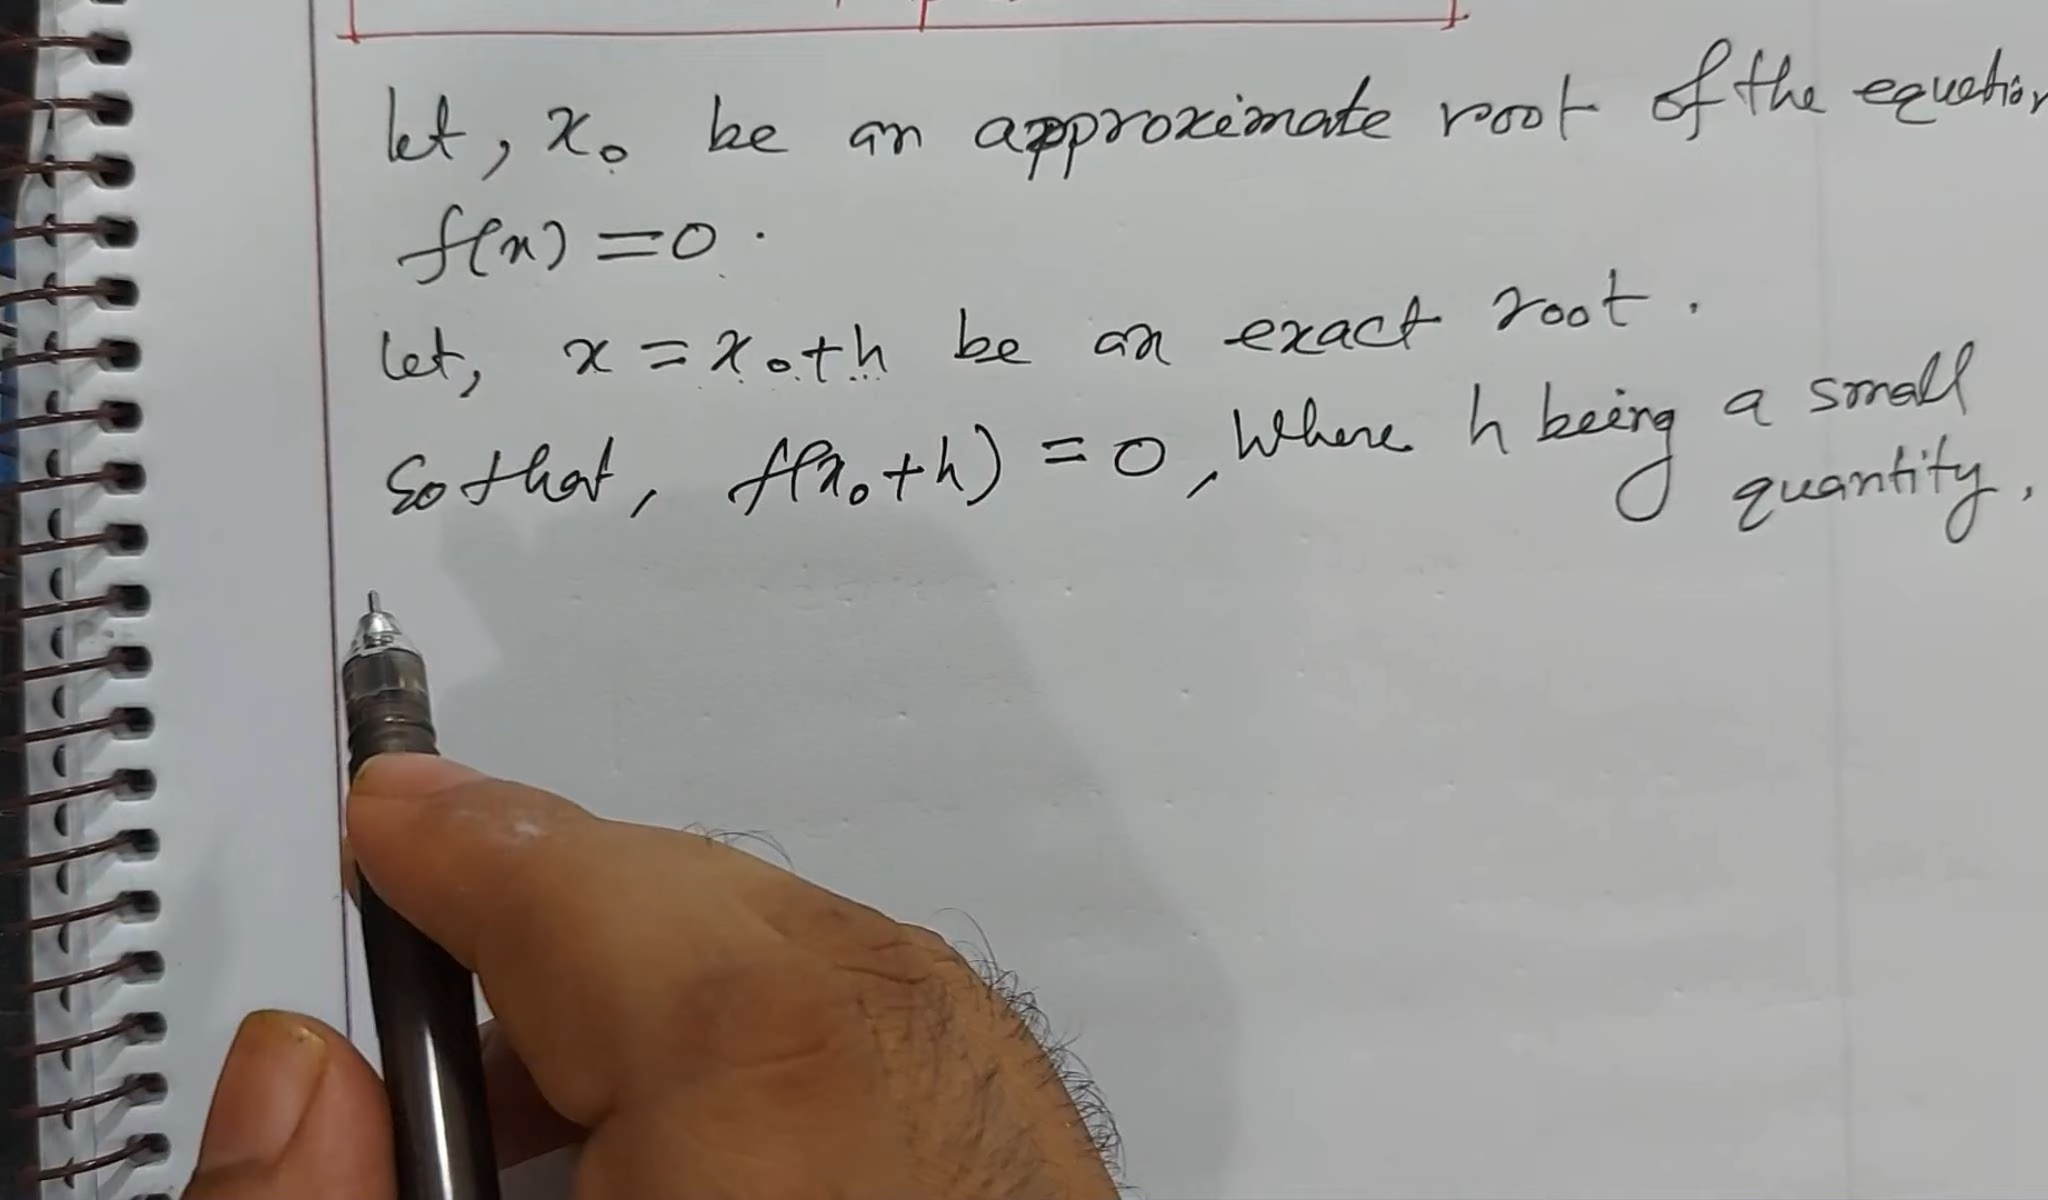 let, x₀ be an approximate root of the equation
f(x) = 0.
let, x = x₀+h be an exact root.
So that, f(x₀+h) = 0, Where h being a small
quantity,